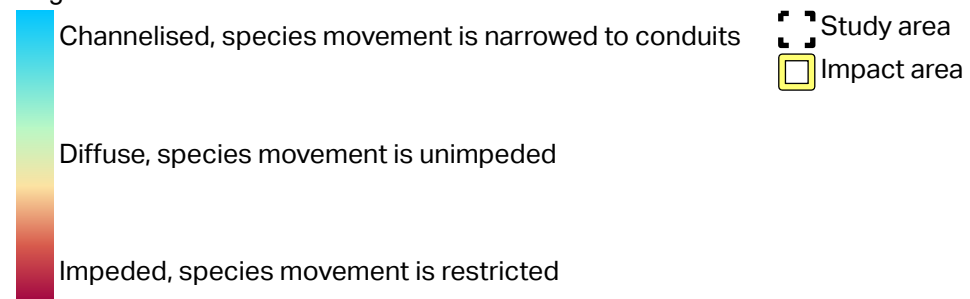 Channelised, species movement is narrowed to conduits
Diffuse, species movement is unimpeded
Impeded, species movement is restricted
Study area
Impact area